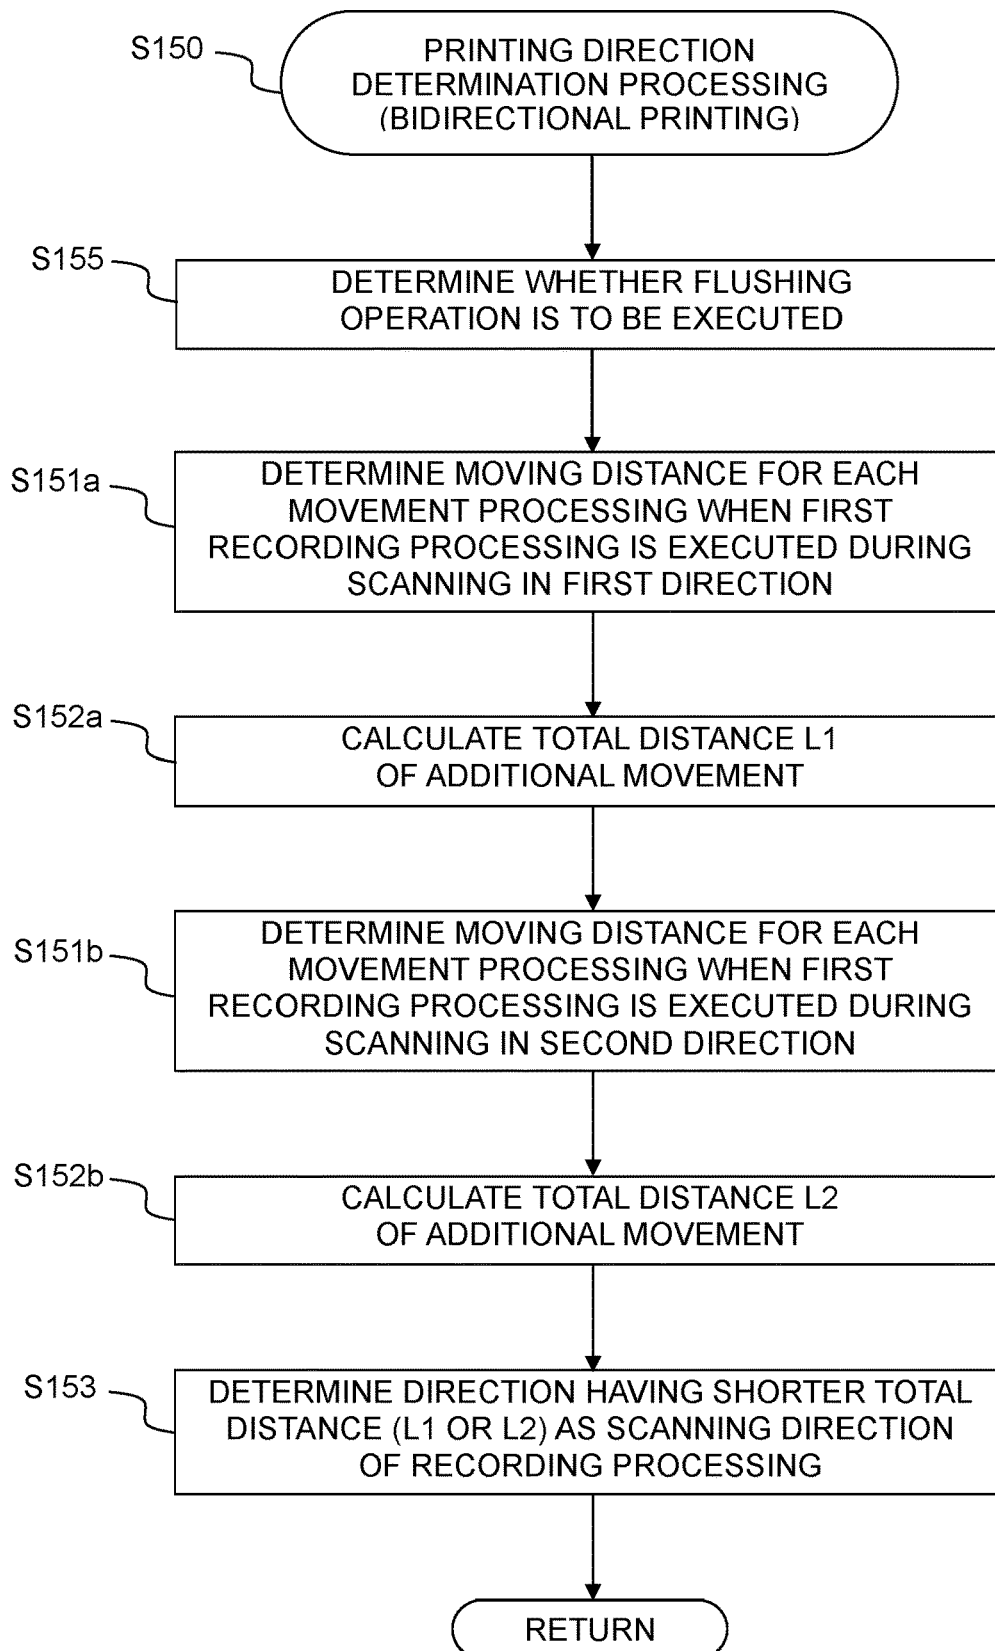 S150
PRINTING DIRECTION
DETERMINATION PROCESSING
(BIDIRECTIONAL PRINTING)
S155
DETERMINE WHETHER FLUSHING
OPERATION IS TO BE EXECUTED
S151a
DETERMINE MOVING DISTANCE FOR EACH
MOVEMENT PROCESSING WHEN FIRST
RECORDING PROCESSING IS EXECUTED DURING
SCANNING IN FIRST DIRECTION
S152a
CALCULATE TOTAL DISTANCE L1
OF ADDITIONAL MOVEMENT
S151b
DETERMINE MOVING DISTANCE FOR EACH
MOVEMENT PROCESSING WHEN FIRST
RECORDING PROCESSING IS EXECUTED DURING
SCANNING IN SECOND DIRECTION
S152b
CALCULATE TOTAL DISTANCE L2
OF ADDITIONAL MOVEMENT
S153
DETERMINE DIRECTION HAVING SHORTER TOTAL
DISTANCE (L1 OR L2) AS SCANNING DIRECTION
OF RECORDING PROCESSING
RETURN